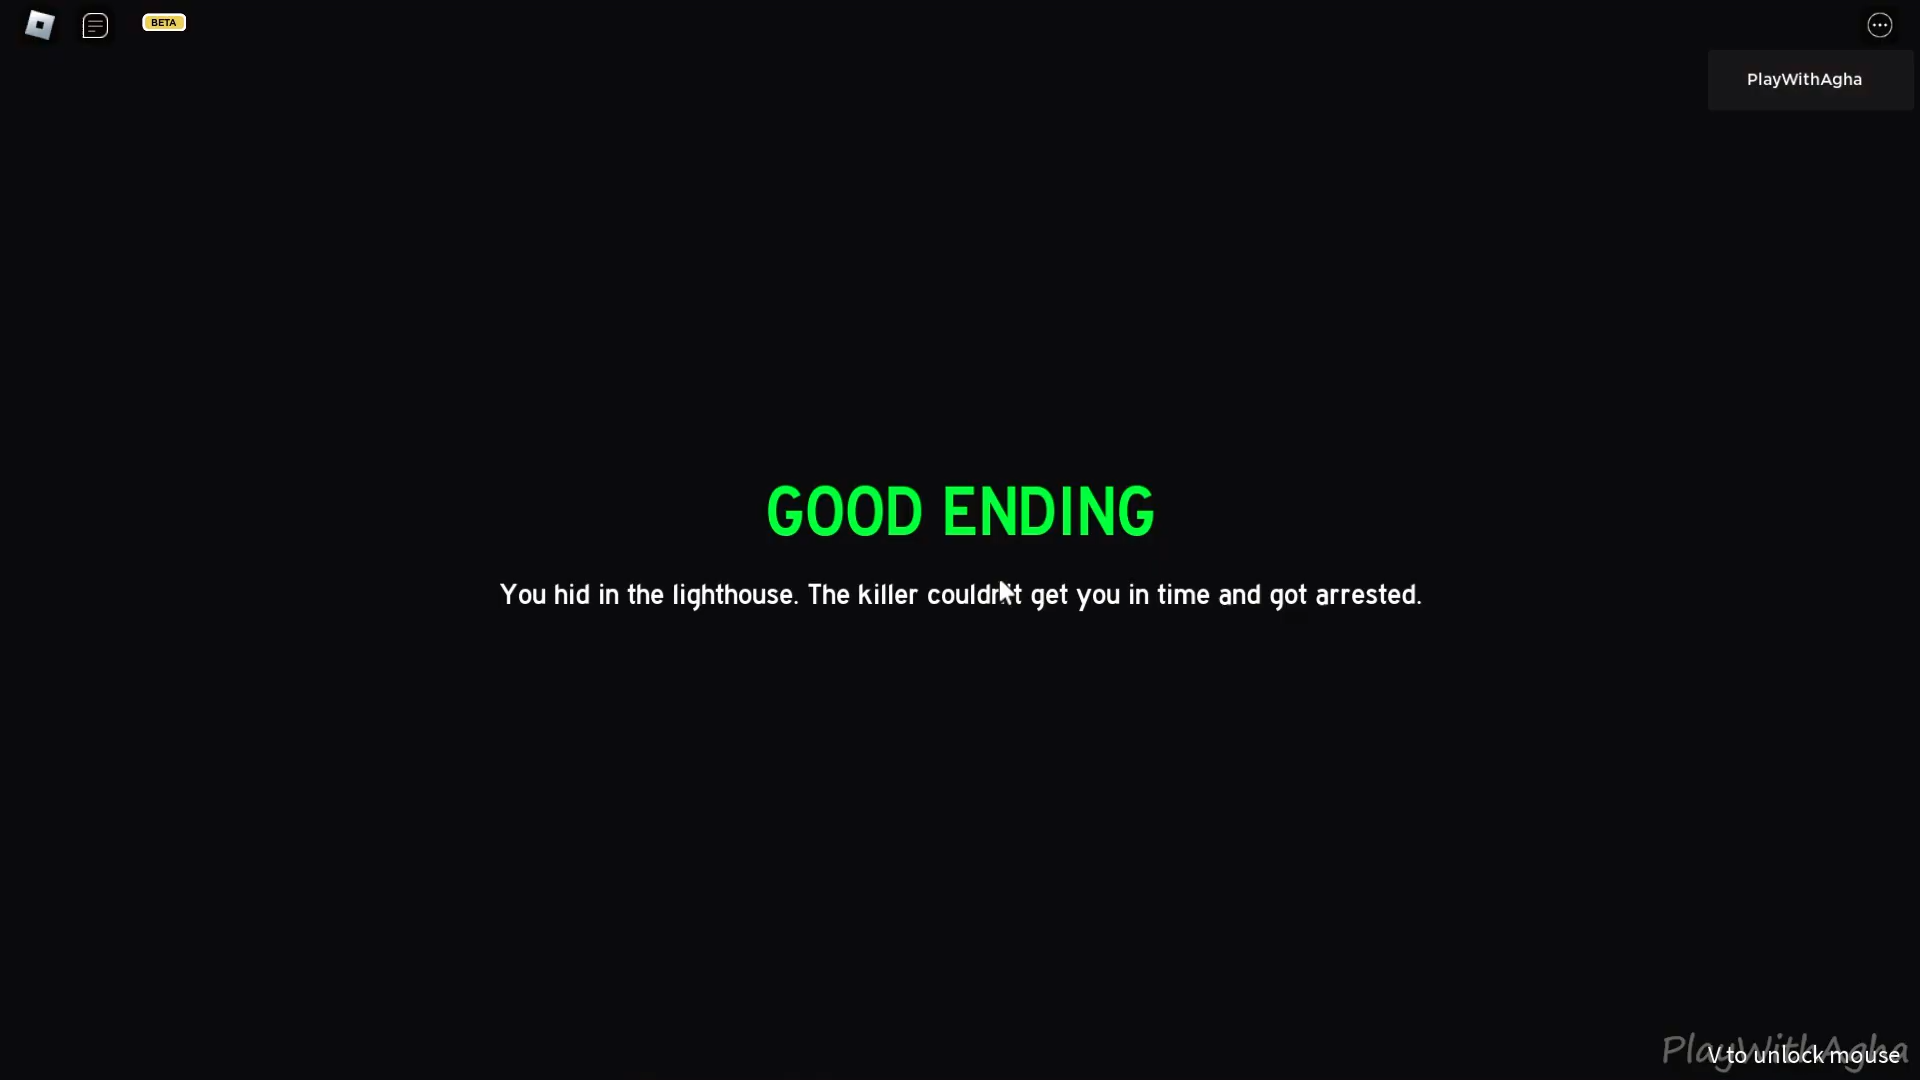 BETA
PlayWithAgha
GOOD ENDING
You hid in the lighthouse. The killer couldn't get you in time and got arrested.
PlayWithAgha
V to unlock mouse